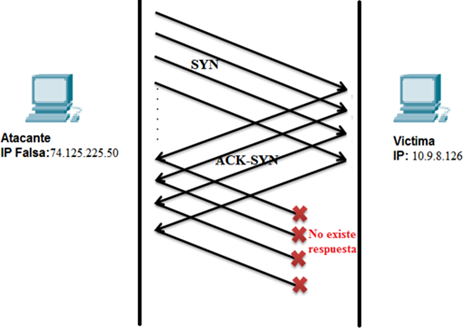 SYN
Atacante
IP Falsa:74.125.225.50
Victima
IP: 10.9.8.126
ACK-SYN
No existe
respuesta